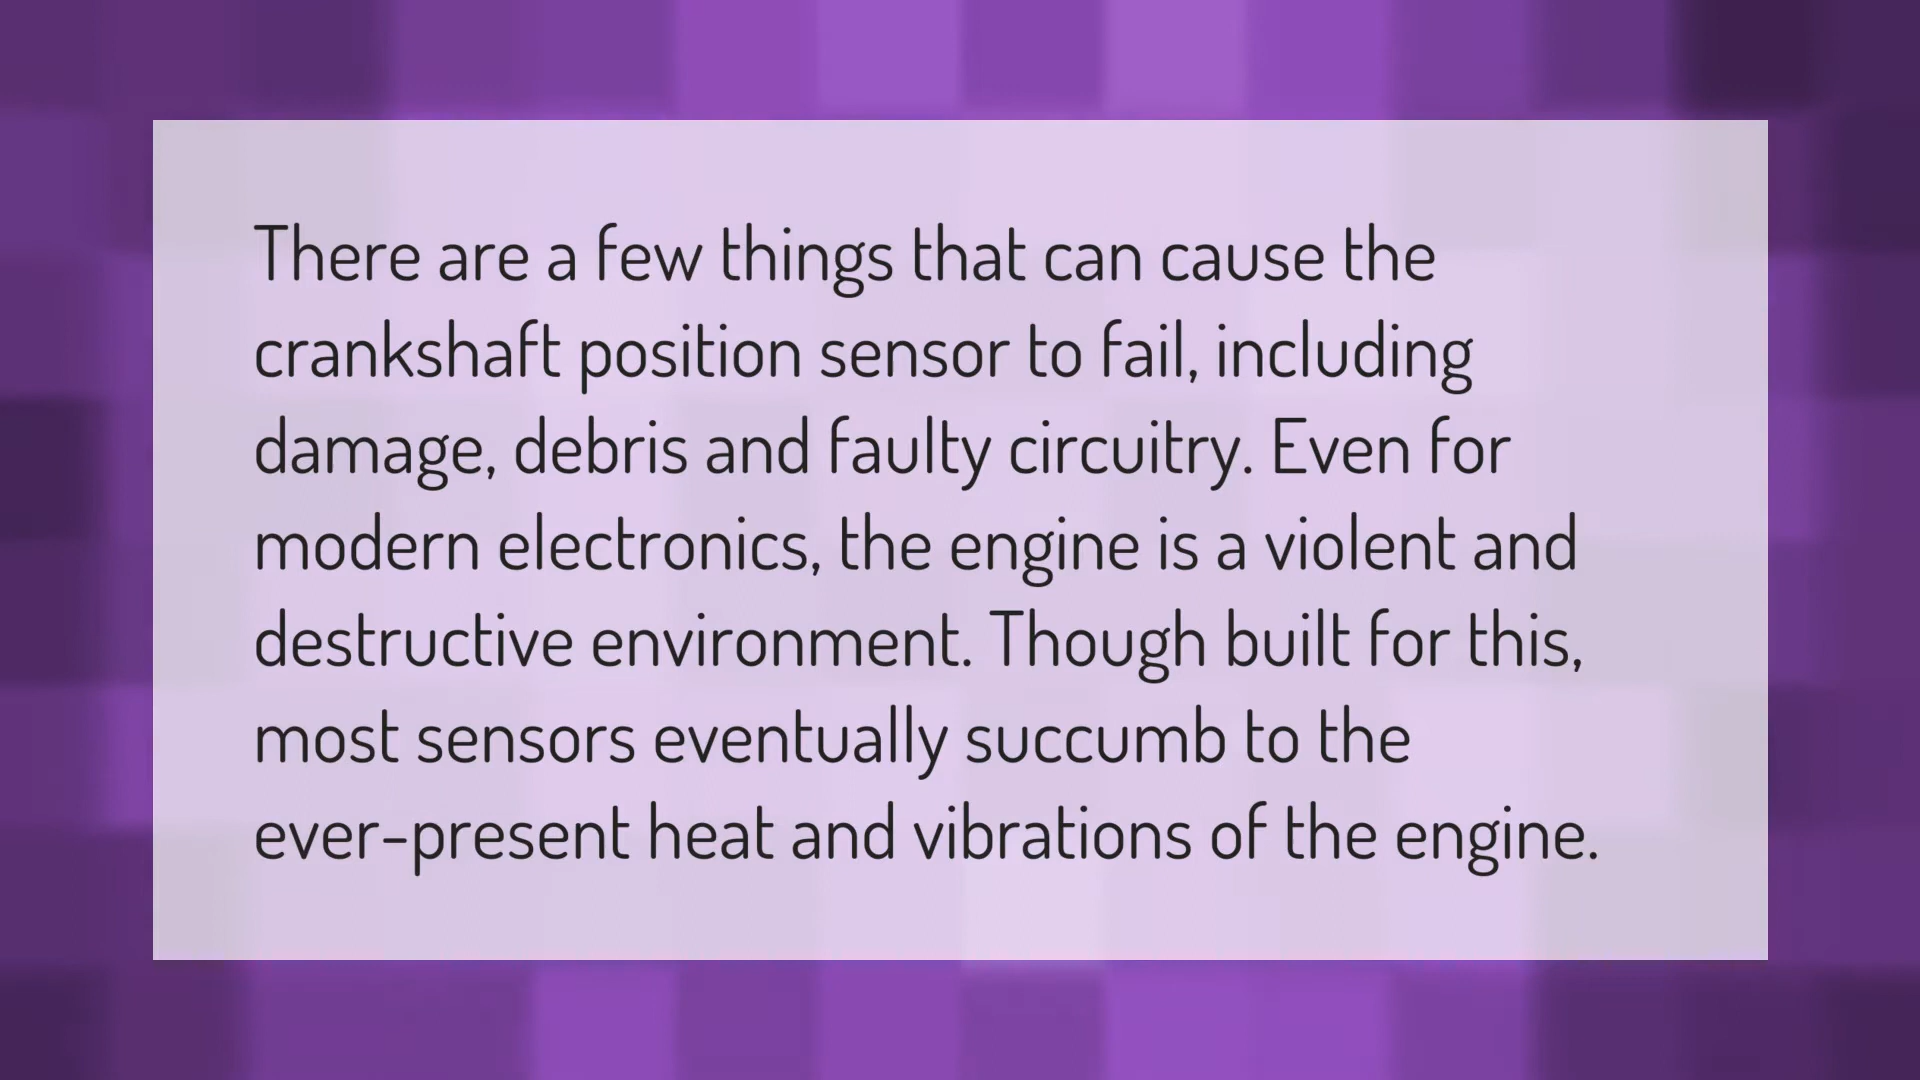 There are a few things that can cause the
crankshaft position sensor to fail, including
damage, debris and faulty circuitry. Even for
modern electronics, the engine is a violent and
destructive environment. Though built for this,
most sensors eventually succumb to the
ever-present heat and vibrations of the engine.